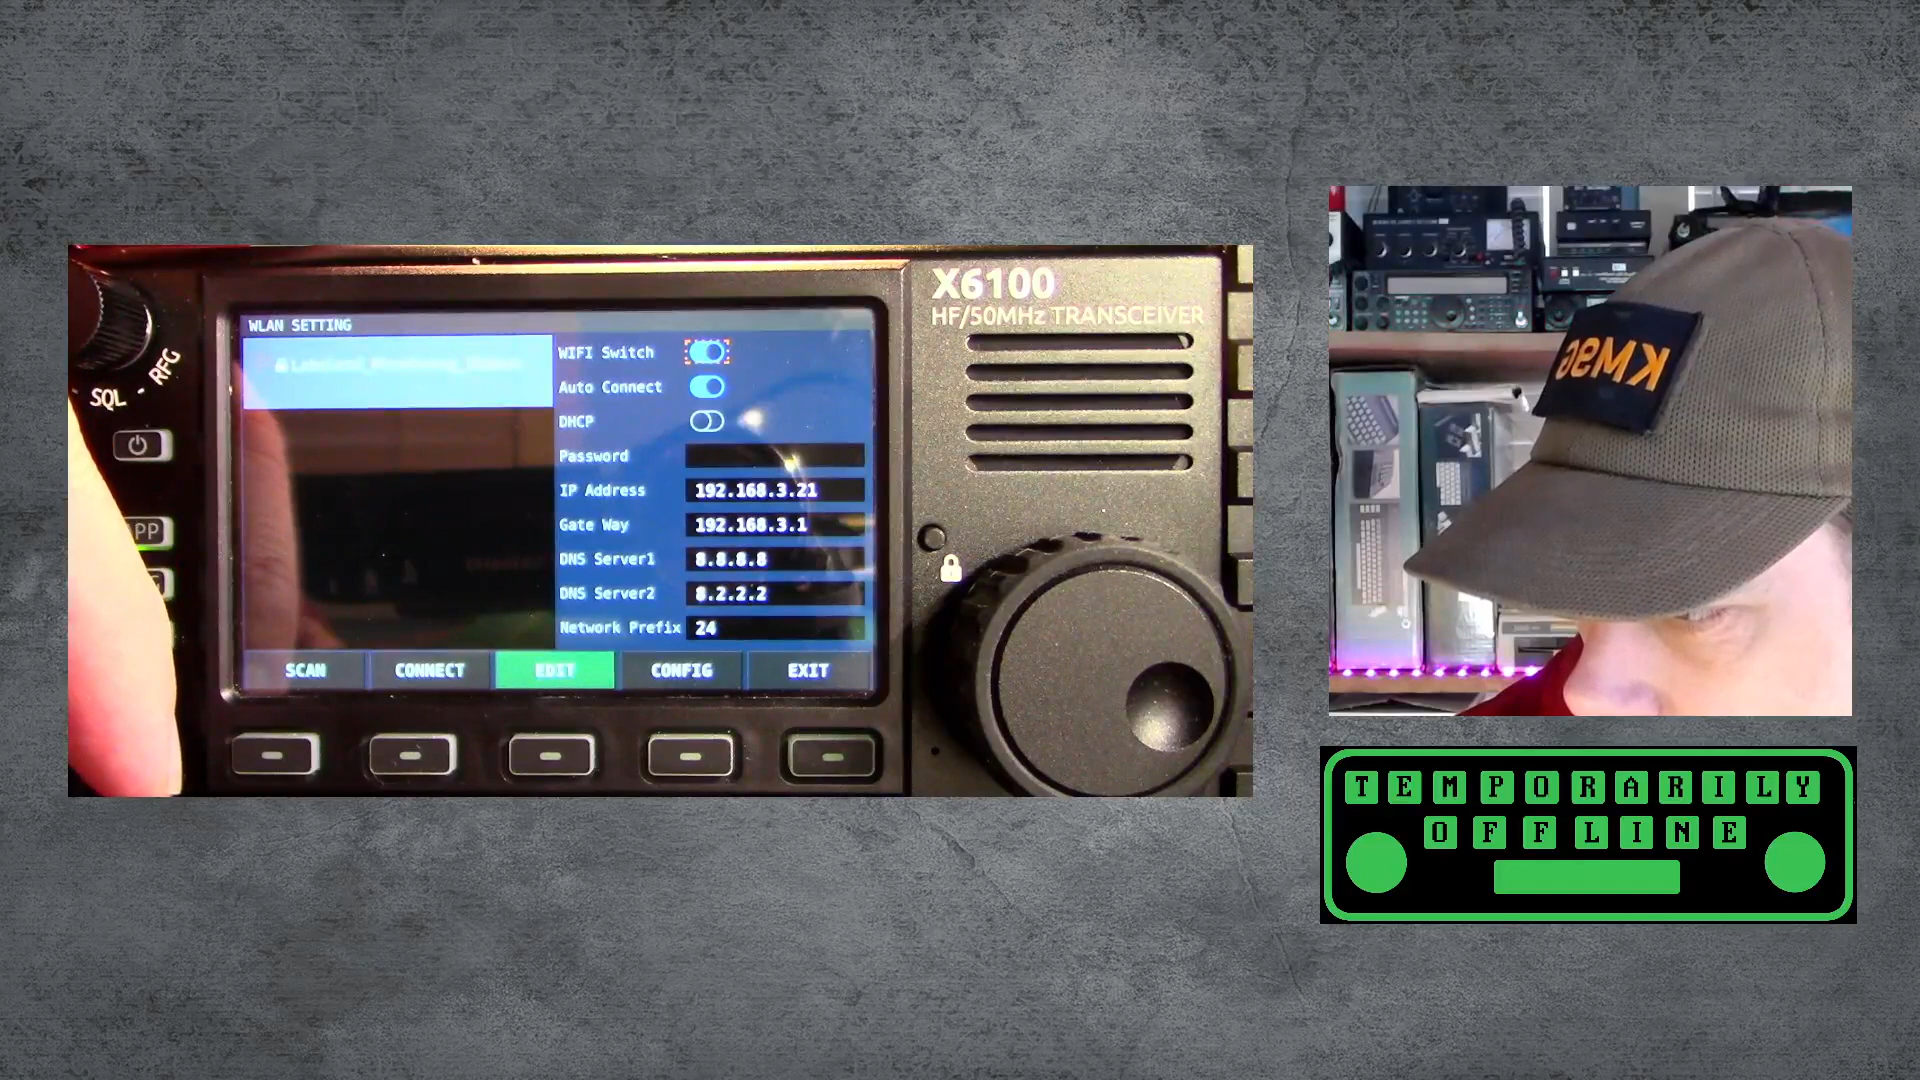 X6100
HF/50MHz TRANSCEIVER
SQL - RFG
WLAN SETTING
WIFI Switch
Auto Connect
DHCP
Password
IP Address 192.168.3.21
Gate Way 192.168.3.1
DNS Server1 8.8.8.8
DNS Server2 8.2.2.2
Network Prefix 24
SCAN CONNECT EDIT CONFIG EXIT
TEMPORARILY
OFFLINE